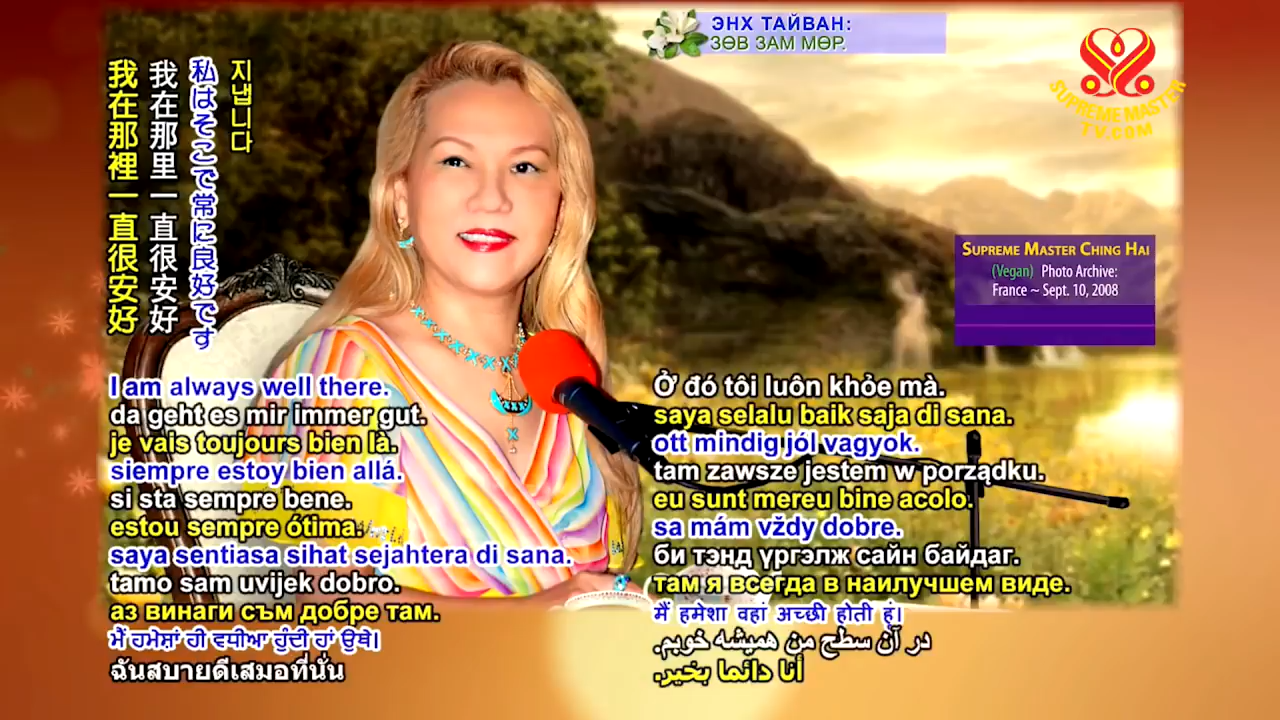 ЭНХ ТАЙВАН:
ЗӨВ ЗАМ МӨР.
SUPREME MASTER
TV.COM
지냅니다
私はそこで常に良好です
我在那里一直很安好
我在那裡一直很安好
SUPREME MASTER CHING HAI
(Vegan) Photo Archive:
France ~ Sept. 10, 2008
I am always well there.
da geht es mir immer gut.
je vais toujours bien là.
siempre estoy bien allá.
si sta sempre bene.
estou sempre ótima.
saya sentiasa sihat sejahtera di sana.
tamo sam uvijek dobro.
аз винаги съм добре там.
ਮੈਂ ਹਮੇਸ਼ਾਂ ਹੀ ਵਧੀਆ ਹੁੰਦੀ ਹਾਂ ਉਥੇ।
ฉันสบายดีเสมอที่นั่น
Ở đó tôi luôn khỏe mà.
saya selalu baik saja di sana.
ott mindig jól vagyok.
tam zawsze jestem w porządku.
eu sunt mereu bine acolo.
sa mám vždy dobre.
би тэнд үргэлж сайн байдаг.
там я всегда в наилучшем виде.
मैं हमेशा वहां अच्छी होती हूं।
در آن سطح من همیشه خوبم.
أنا دائما بخير.